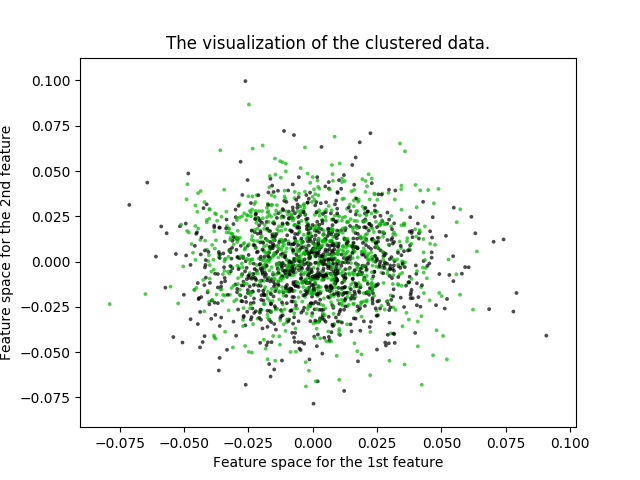 The visualization of the clustered data.
0.100
0.075
0.050
0.025
0.000
−0.025
−0.050
−0.075
Feature space for the 2nd feature
−0.075 −0.050 −0.025 0.000 0.025 0.050 0.075 0.100
Feature space for the 1st feature